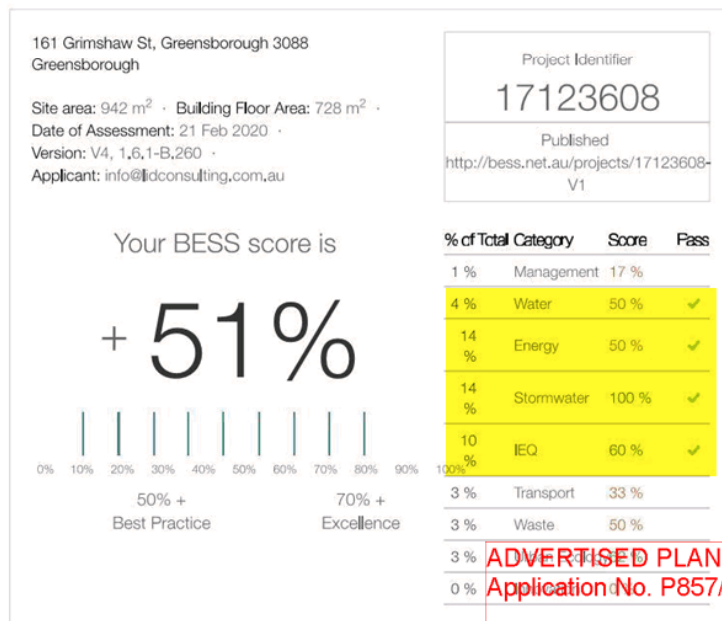 161 Grimshaw St, Greensborough 3088
Greensborough
Site area: 942 m² · Building Floor Area: 728 m² ·
Date of Assessment: 21 Feb 2020 ·
Version: V4, 1.6.1-B.260 ·
Applicant: info@lidconsulting.com.au
Project Identifier
17123608
Published
http://bess.net.au/projects/17123608-
V1
Your BESS score is
+ 51%
0% 10% 20% 30% 40% 50% 60% 70% 80% 90% 100%
50% +
Best Practice
70% +
Excellence
% of Total Category Score Pass
1 % Management 17 %
4 % Water 50 % ✔
14
% Energy 50 % ✔
14
% Stormwater 100 % ✔
10
% IEQ 60 % ✔
3 % Transport 33 %
3 % Waste 50 %
3 %
0 %
ADVERTISED PLAN
Application No. P857/